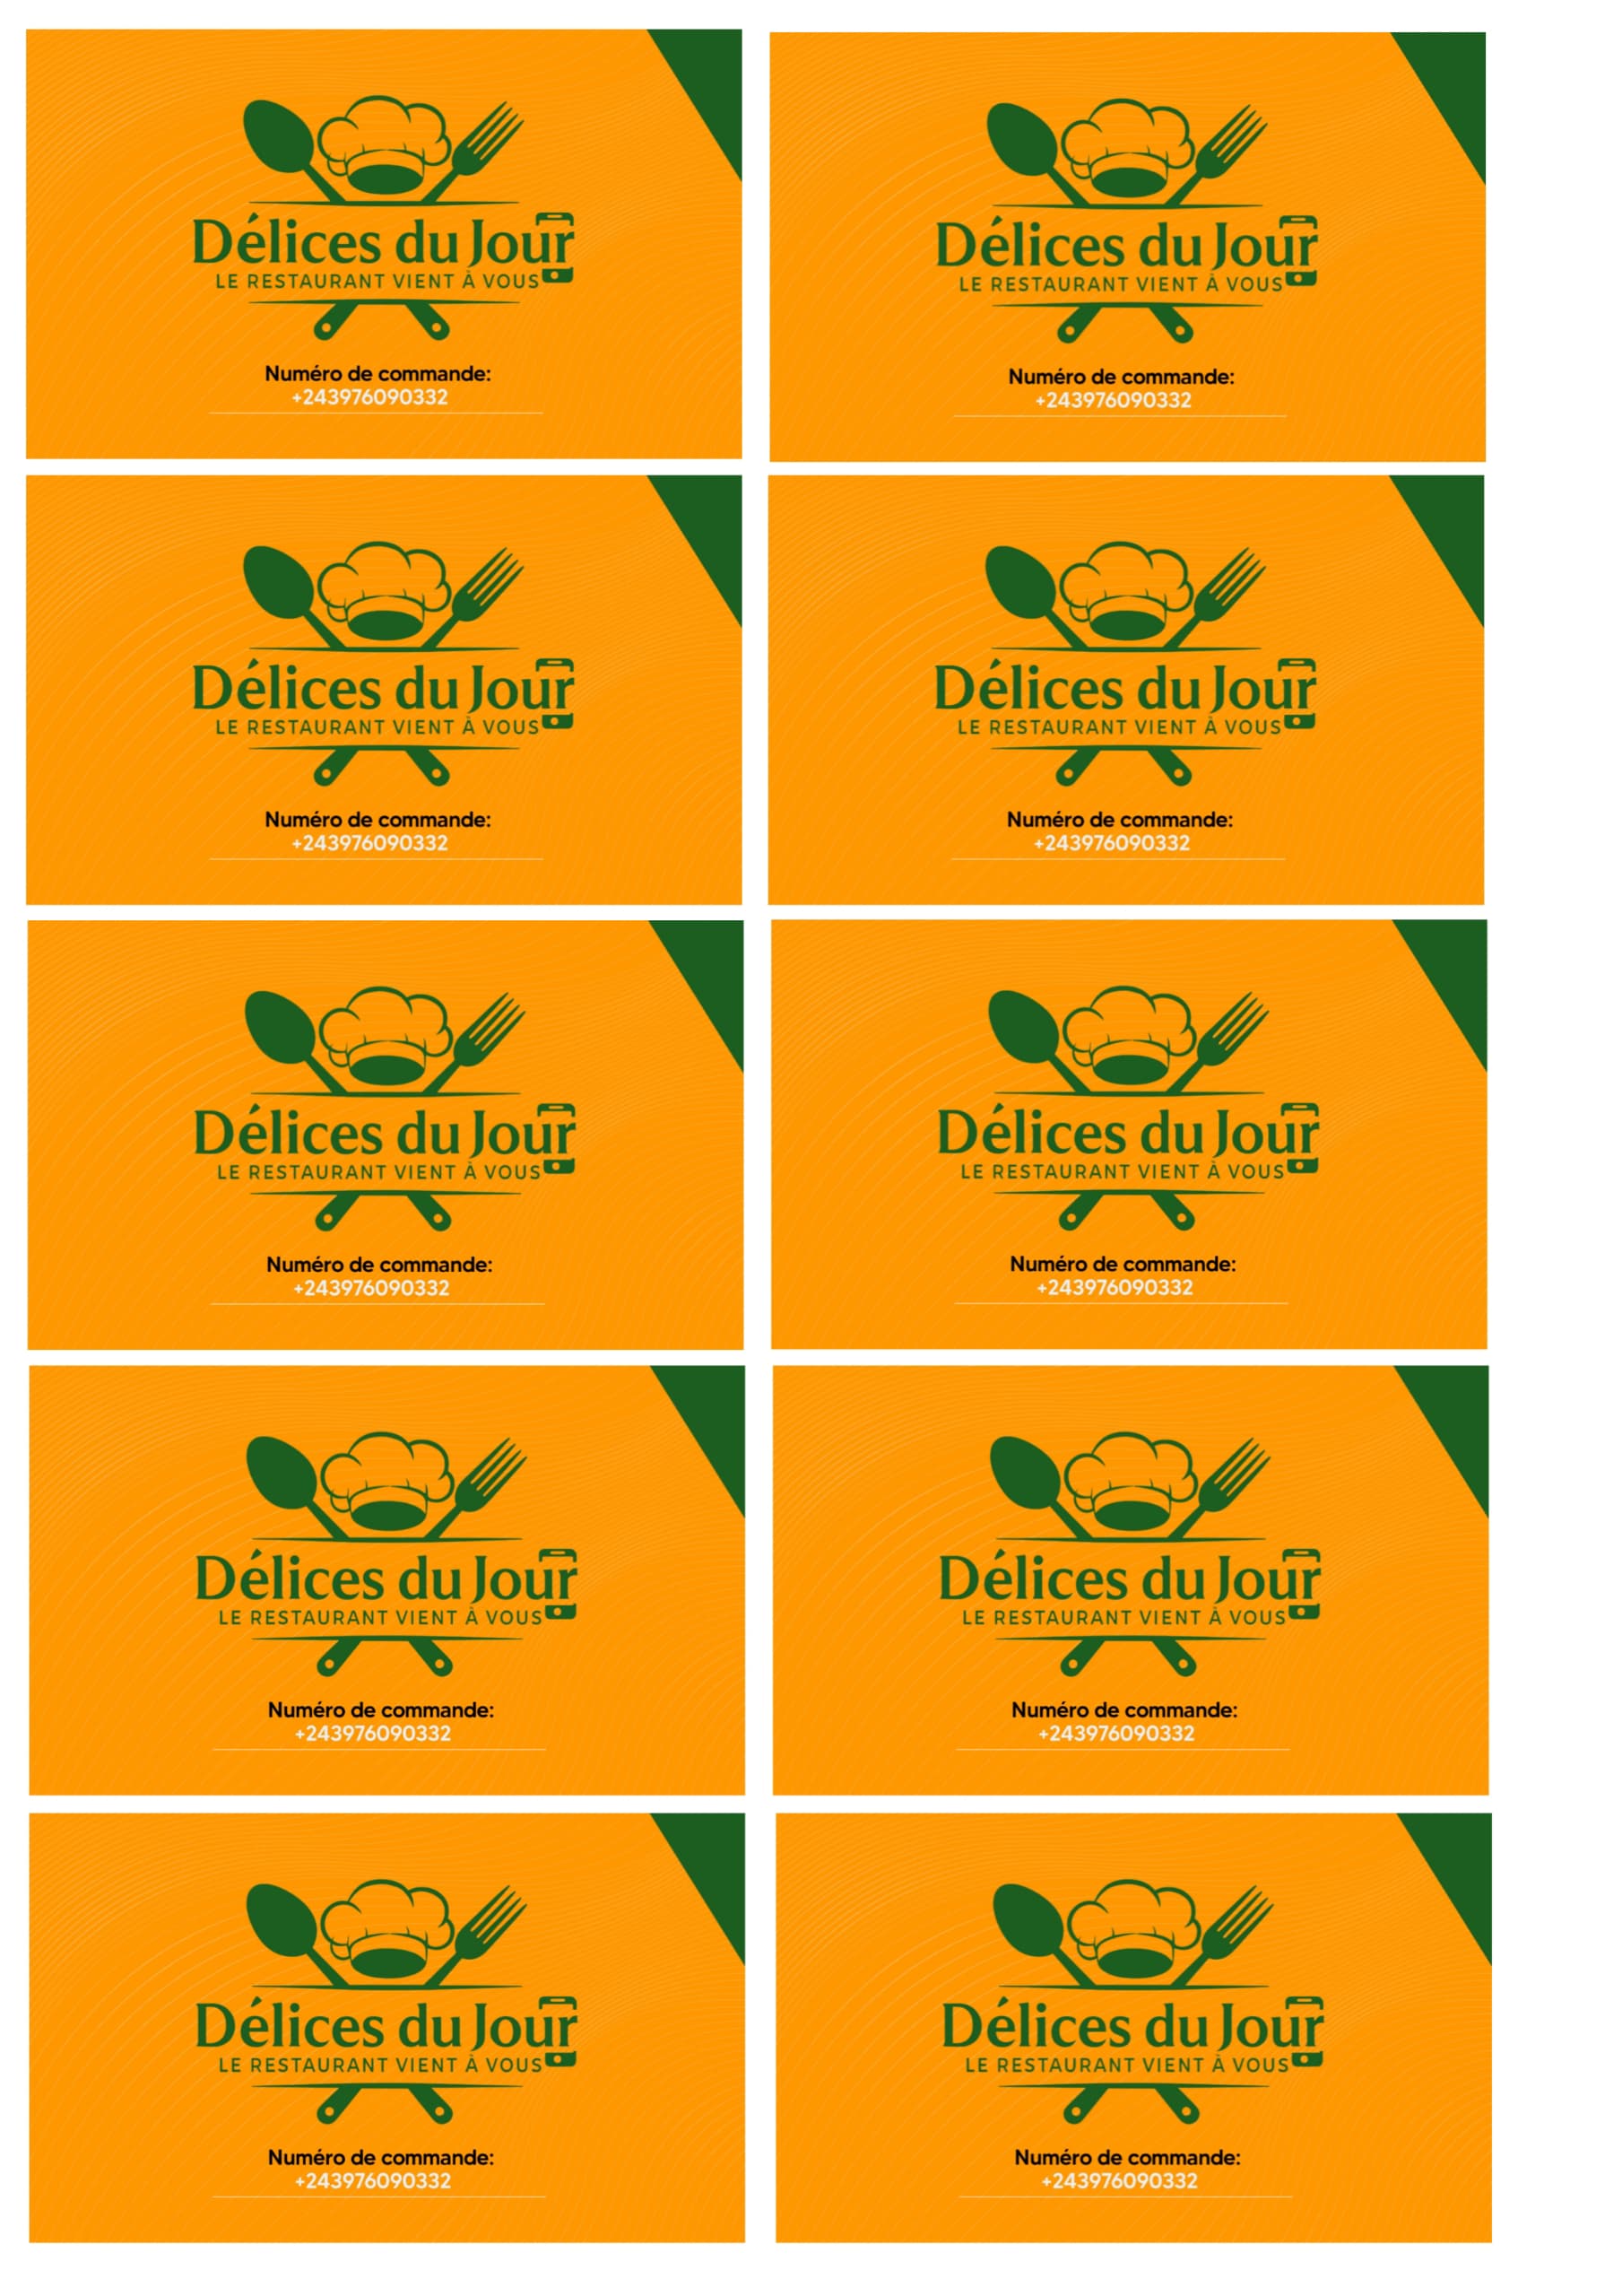 Délices du Jour
LE RESTAURANT VIENT À VOUS
Numéro de commande:
+243976090332
Délices du Jour
LE RESTAURANT VIENT À VOUS
Numéro de commande:
+243976090332
Délices du Jour
LE RESTAURANT VIENT À VOUS
Numéro de commande:
+243976090332
Délices du Jour
LE RESTAURANT VIENT À VOUS
Numéro de commande:
+243976090332
Délices du Jour
LE RESTAURANT VIENT À VOUS
Numéro de commande:
+243976090332
Délices du Jour
LE RESTAURANT VIENT À VOUS
Numéro de commande:
+243976090332
Délices du Jour
LE RESTAURANT VIENT À VOUS
Numéro de commande:
+243976090332
Délices du Jour
LE RESTAURANT VIENT À VOUS
Numéro de commande:
+243976090332
Délices du Jour
LE RESTAURANT VIENT À VOUS
Numéro de commande:
+243976090332
Délices du Jour
LE RESTAURANT VIENT À VOUS
Numéro de commande:
+243976090332